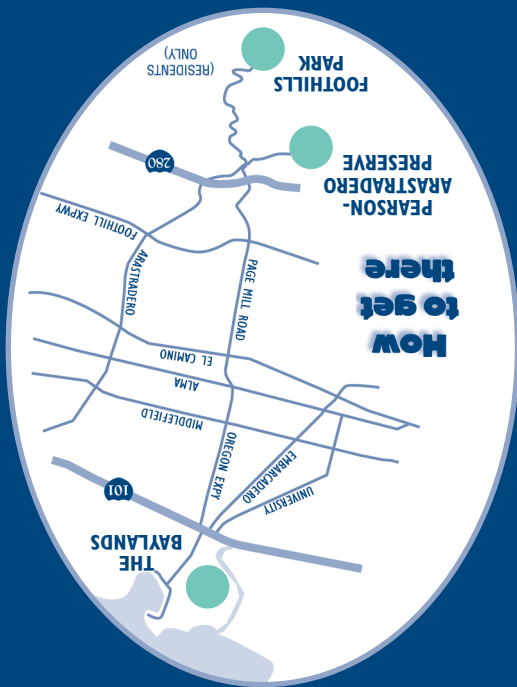 How
to get
there
THE
BAYLANDS
101
UNIVERSITY
EMBARCADERO
OREGON EXPY
MIDDLEFIELD
ALMA
EL CAMINO
PAGE MILL ROAD
ARASTRADERO
FOOTHILL EXPWY
280
PEARSON-
ARASTRADERO
PRESERVE
FOOTHILLS
PARK
(RESIDENTS
ONLY)